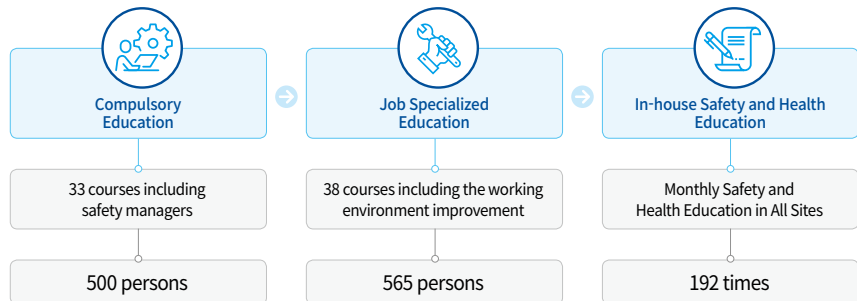 Compulsory
Education
33 courses including
safety managers
500 persons
Job Specialized
Education
38 courses including the working
environment improvement
565 persons
In-house Safety and Health
Education
Monthly Safety and
Health Education in All Sites
192 times